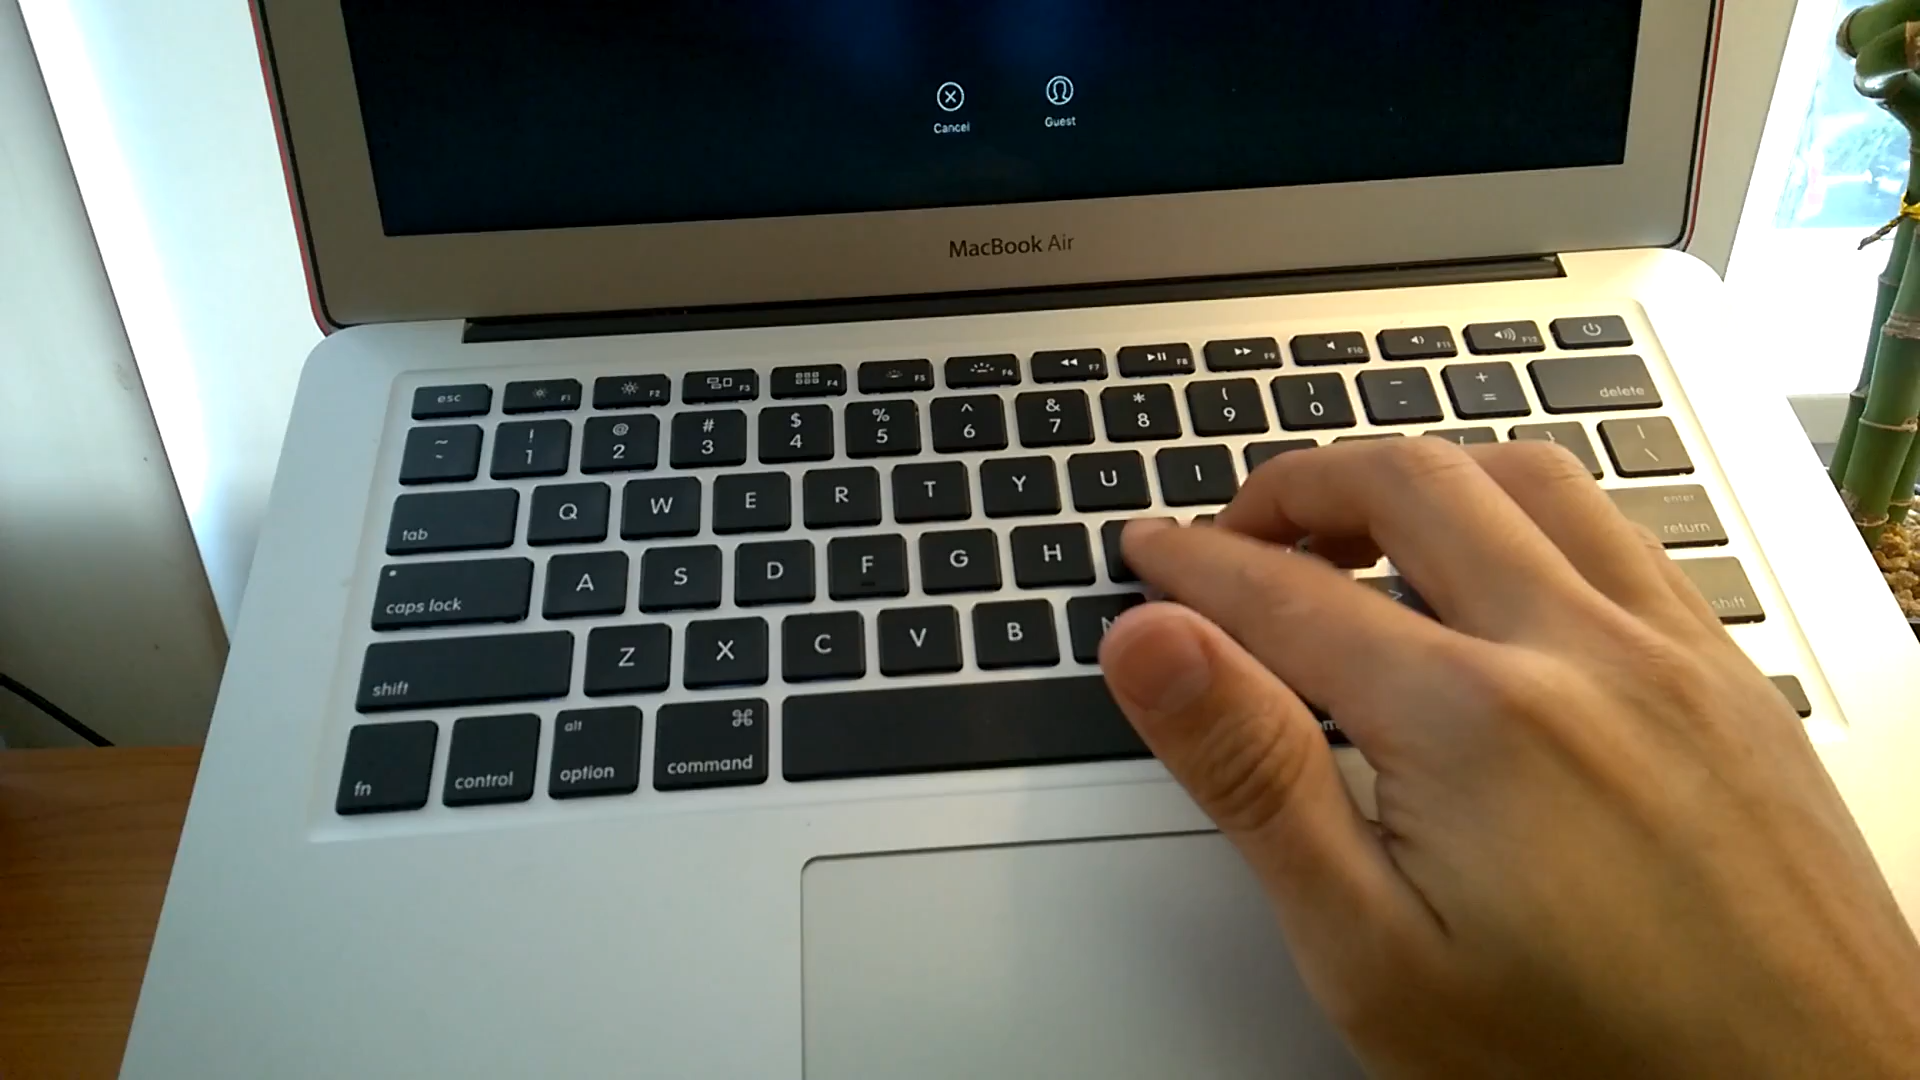 Cancel Guest
MacBook Air
esc F1 F2 F3 F4 F5 F6 F7 F8 F9 F10 F11 F12
~ ! @ # $ % ^ & * ( ) - +
` 1 2 3 4 5 6 7 8 9 0 - = delete
tab Q W E R T Y U I [ } | \
caps lock A S D F G H enter return
shift Z X C V B N > shift
fn control alt option ⌘ command